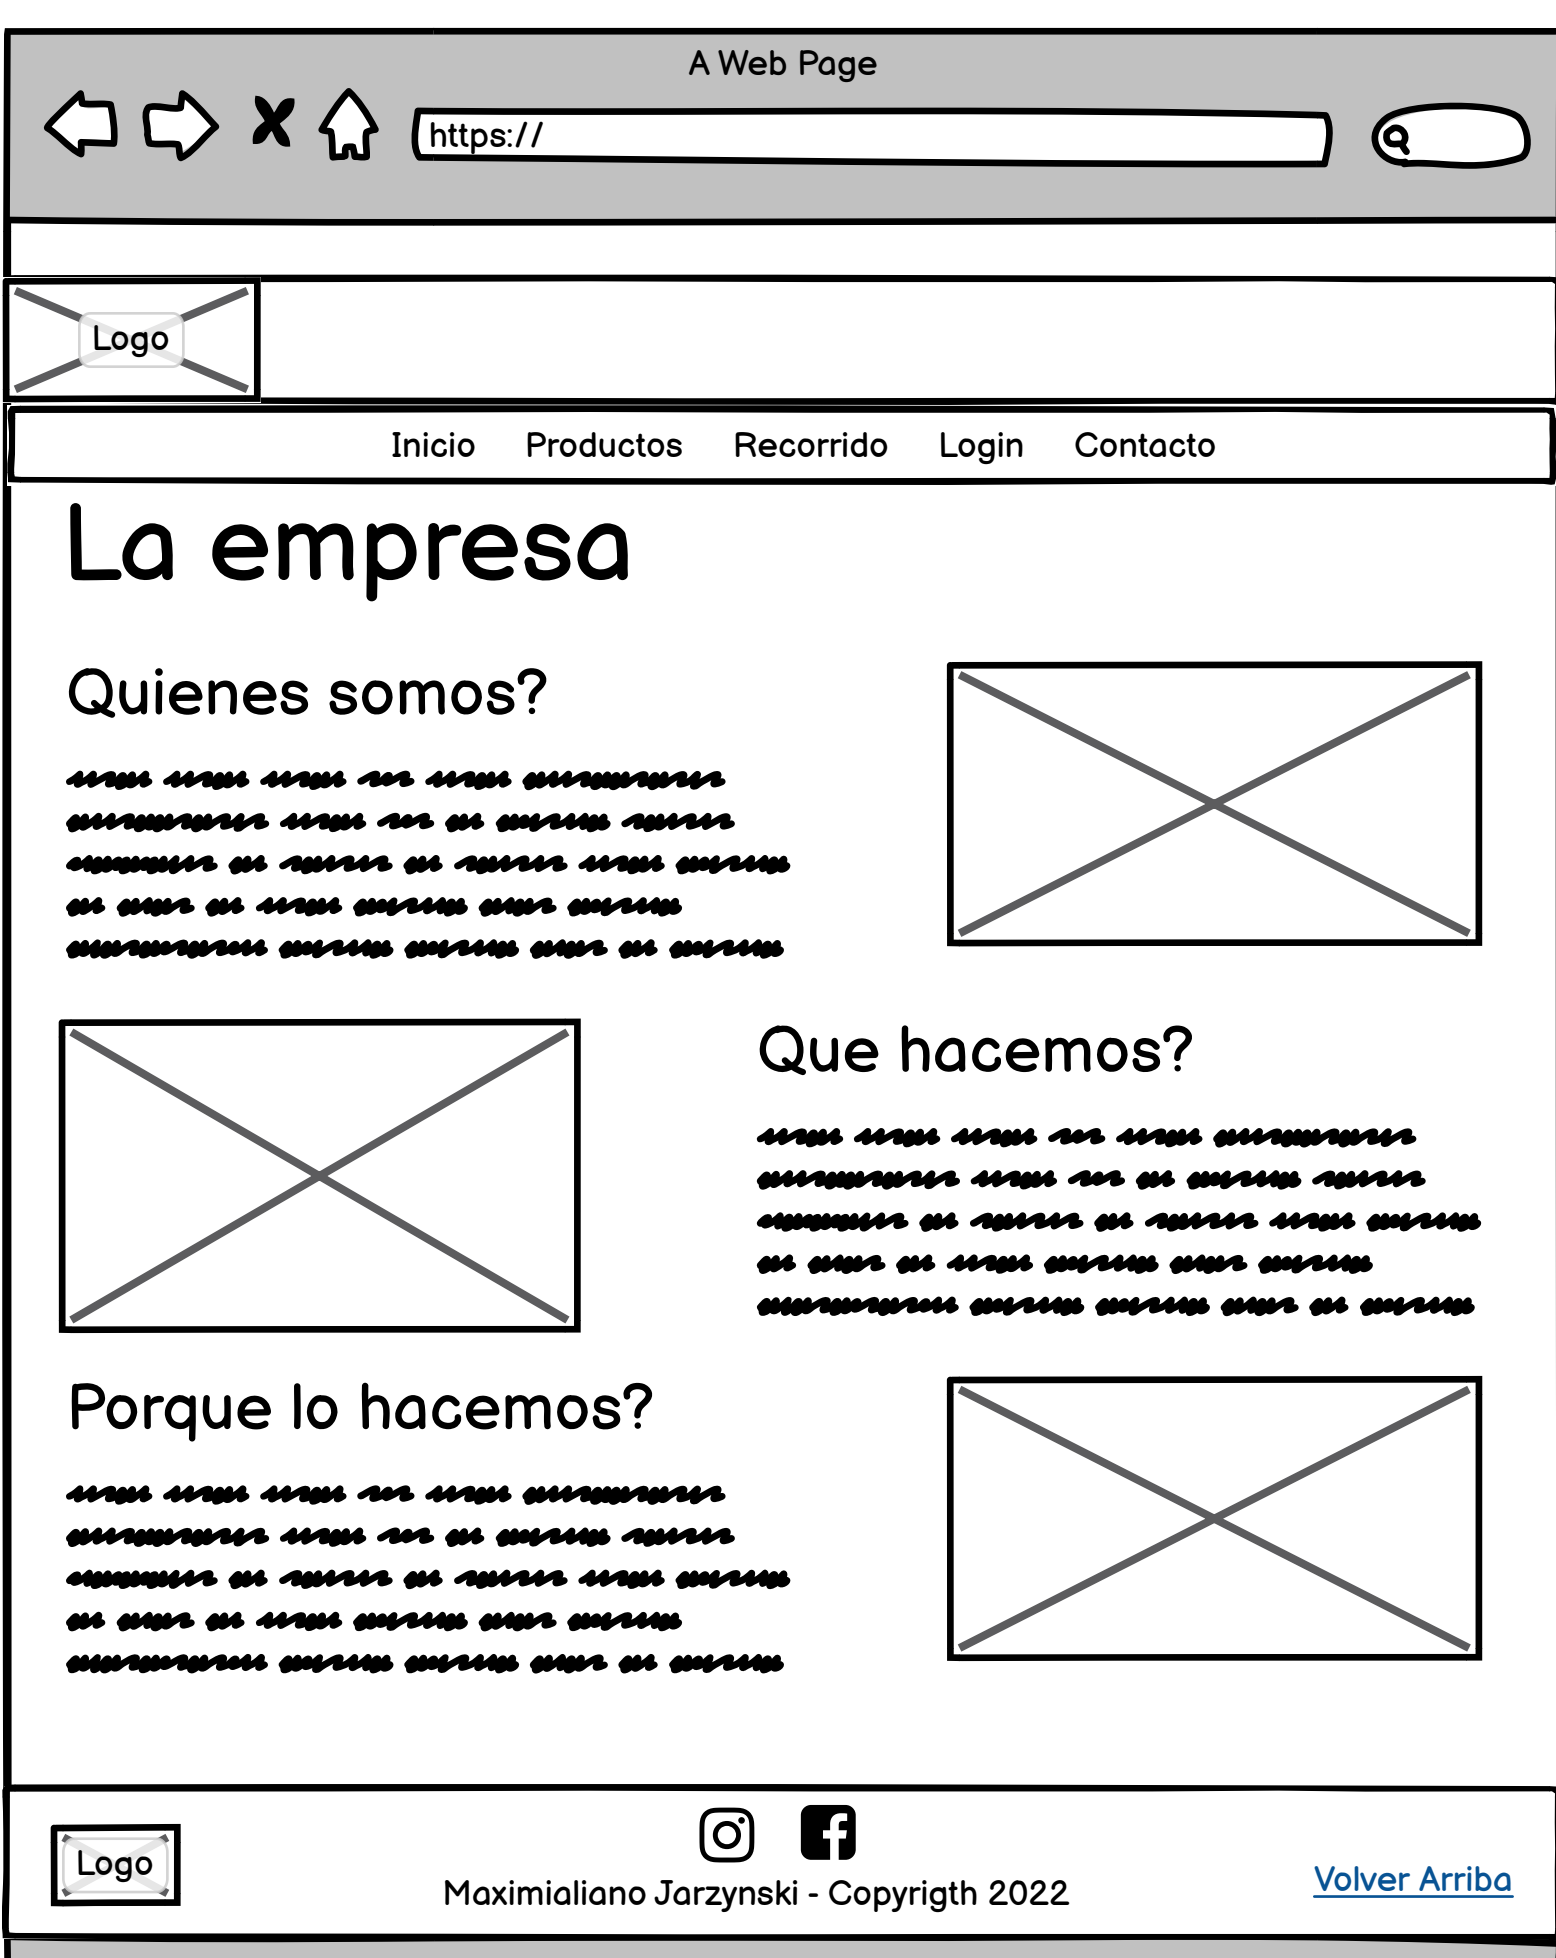 A Web Page
https://
Logo
Inicio Productos Recorrido Login Contacto
La empresa
Quienes somos?
Que hacemos?
Porque lo hacemos?
Logo
Maximialiano Jarzynski - Copyrigth 2022
Volver Arriba